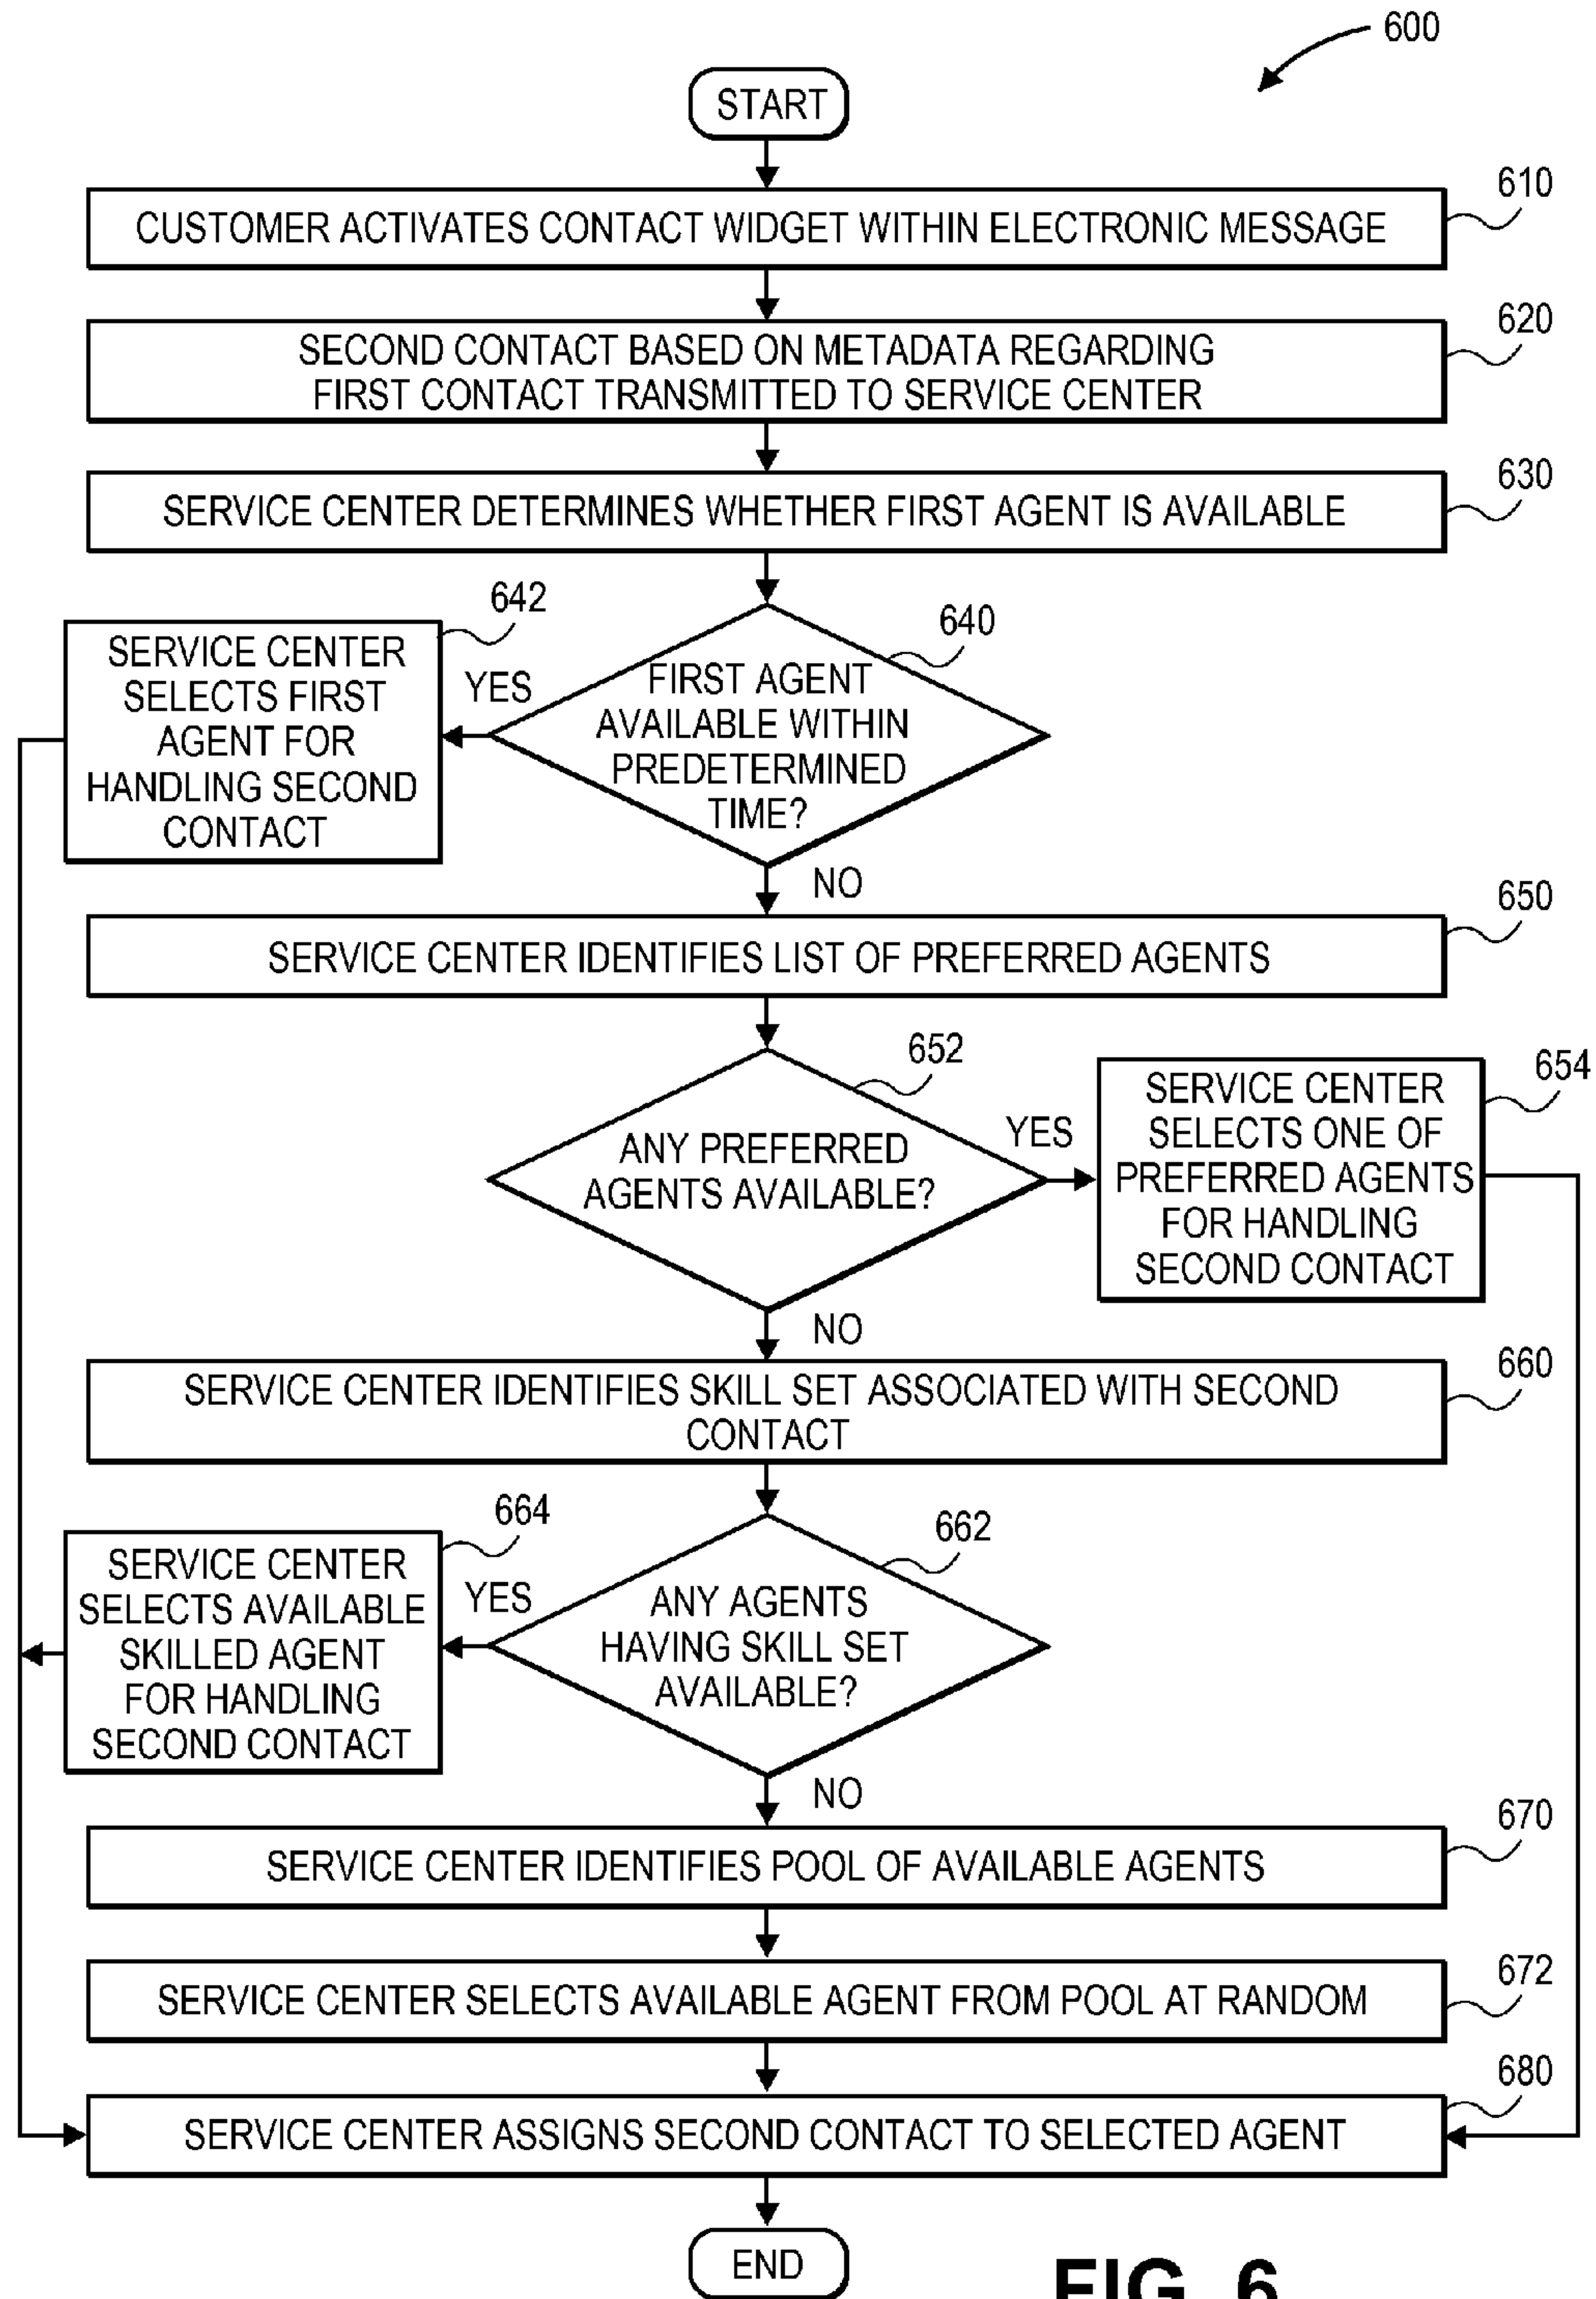 600
START
610
CUSTOMER ACTIVATES CONTACT WIDGET WITHIN ELECTRONIC MESSAGE
620
SECOND CONTACT BASED ON METADATA REGARDING
FIRST CONTACT TRANSMITTED TO SERVICE CENTER
630
SERVICE CENTER DETERMINES WHETHER FIRST AGENT IS AVAILABLE
642
SERVICE CENTER
SELECTS FIRST
AGENT FOR
HANDLING SECOND
CONTACT
YES
640
FIRST AGENT
AVAILABLE WITHIN
PREDETERMINED
TIME?
NO
650
SERVICE CENTER IDENTIFIES LIST OF PREFERRED AGENTS
652
ANY PREFERRED
AGENTS AVAILABLE?
YES
654
SERVICE CENTER
SELECTS ONE OF
PREFERRED AGENTS
FOR HANDLING
SECOND CONTACT
NO
660
SERVICE CENTER IDENTIFIES SKILL SET ASSOCIATED WITH SECOND
CONTACT
664
SERVICE CENTER
SELECTS AVAILABLE
SKILLED AGENT
FOR HANDLING
SECOND CONTACT
YES
662
ANY AGENTS
HAVING SKILL SET
AVAILABLE?
NO
670
SERVICE CENTER IDENTIFIES POOL OF AVAILABLE AGENTS
672
SERVICE CENTER SELECTS AVAILABLE AGENT FROM POOL AT RANDOM
680
SERVICE CENTER ASSIGNS SECOND CONTACT TO SELECTED AGENT
END
FIG. 6